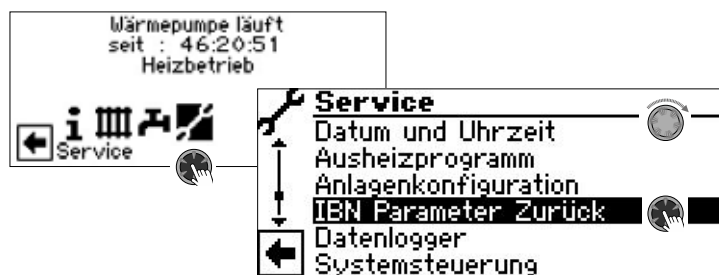 Wärmepumpe läuft
seit : 46:20:51
Heizbetrieb
Service
Service
Datum und Uhrzeit
Ausheizprogramm
Anlagenkonfiguration
IBN Parameter Zurück
Datenlogger
Systemsteuerung